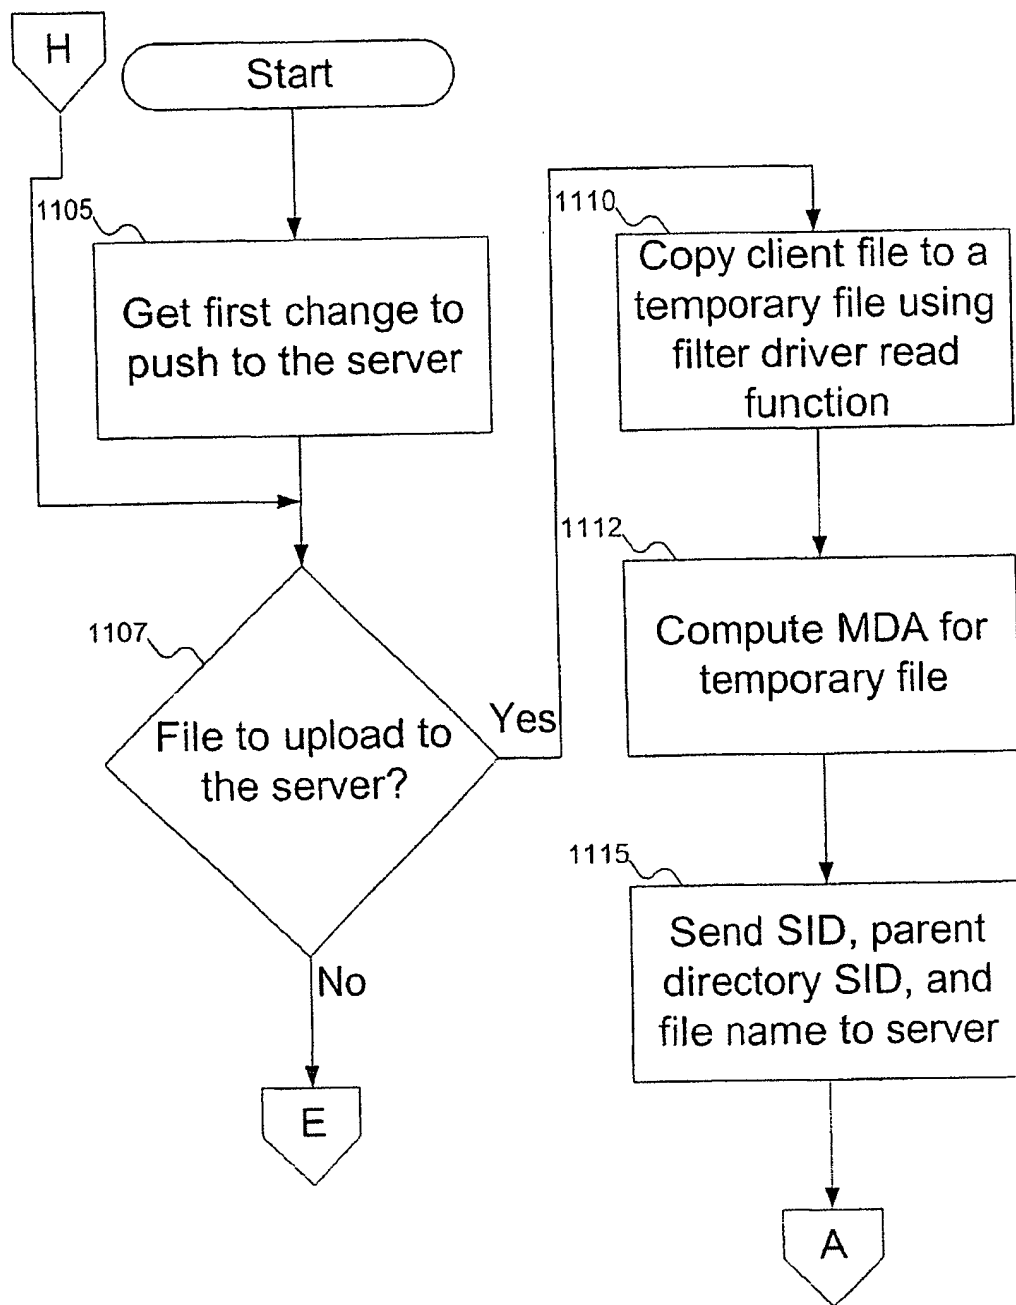 H
Start
1105
Get first change to
push to the server
1107
File to upload to
the server?
Yes
No
E
1110
Copy client file to a
temporary file using
filter driver read
function
1112
Compute MDA for
temporary file
1115
Send SID, parent
directory SID, and
file name to server
A